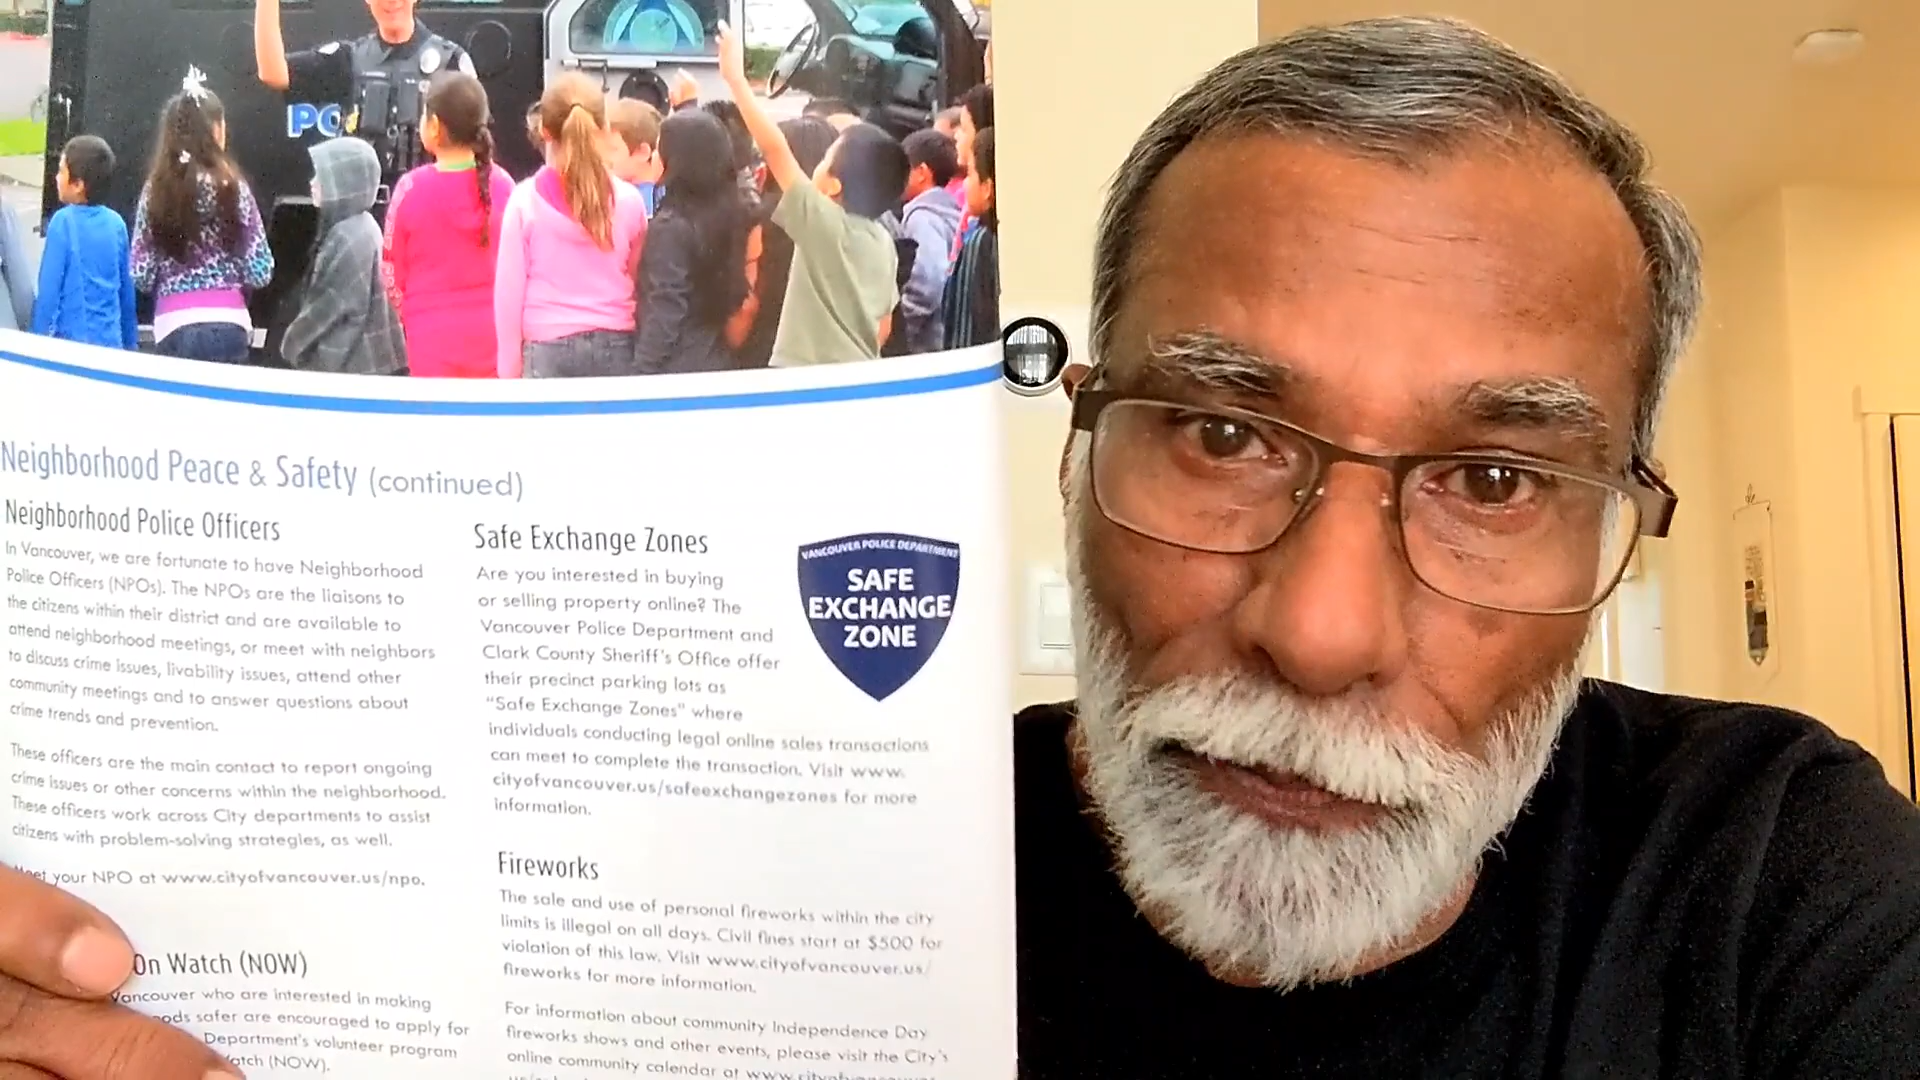 PO
Neighborhood Peace & Safety (continued)
Neighborhood Police Officers
In Vancouver, we are fortunate to have Neighborhood
Police Officers (NPOs). The NPOs are the liaisons to
the citizens within their district and are available to
attend neighborhood meetings, or meet with neighbors
to discuss crime issues, livability issues, attend other
community meetings and to answer questions about
crime trends and prevention.
These officers are the main contact to report ongoing
crime issues or other concerns within the neighborhood.
These officers work across City departments to assist
citizens with problem-solving strategies, as well.
Meet your NPO at www.cityofvancouver.us/npo.
On Watch (NOW)
Vancouver who are interested in making
ods safer are encouraged to apply for
Department's volunteer program
Watch (NOW).
Safe Exchange Zones
Are you interested in buying
or selling property online? The
Vancouver Police Department and
Clark County Sheriff's Office offer
their precinct parking lots as
"Safe Exchange Zones" where
individuals conducting legal online sales transactions
can meet to complete the transaction. Visit www.
cityofvancouver.us/safeexchangezones for more
information.
VANCOUVER POLICE DEPARTMENT
SAFE
EXCHANGE
ZONE
Fireworks
The sale and use of personal fireworks within the city
limits is illegal on all days. Civil fines start at $500 for
violation of this law. Visit www.cityofvancouver.us/
fireworks for more information.
For information about community Independence Day
fireworks shows and other events, please visit the City's
online community calendar at www.cityofvancouver.